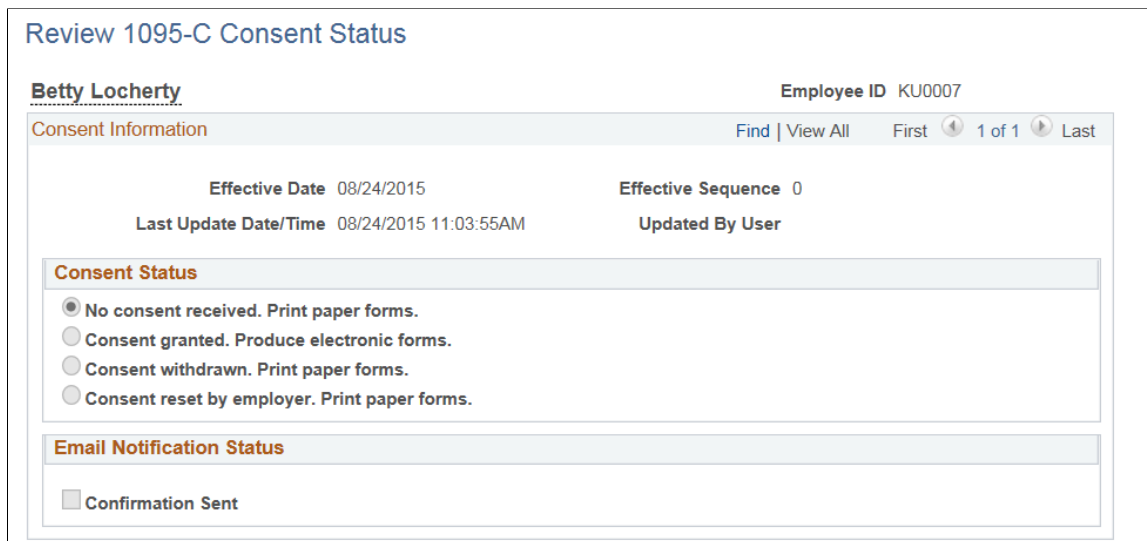 Review 1095-C Consent Status
Betty Locherty Employee ID KU0007
Consent Information Find | View All First 1 of 1 Last
Effective Date 08/24/2015 Effective Sequence 0
Last Update Date/Time 08/24/2015 11:03:55AM Updated By User
Consent Status
No consent received. Print paper forms.
Consent granted. Produce electronic forms.
Consent withdrawn. Print paper forms.
Consent reset by employer. Print paper forms.
Email Notification Status
Confirmation Sent